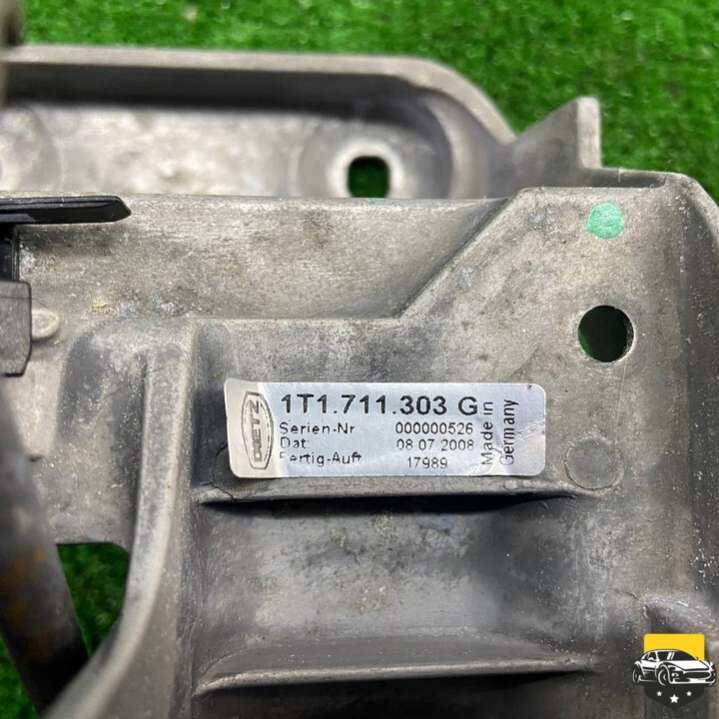 DIETZ
1T1.711.303 G
Serien-Nr 000000526
Dat: 08.07.2008
Fertig-Auft 17989
Made in
Germany